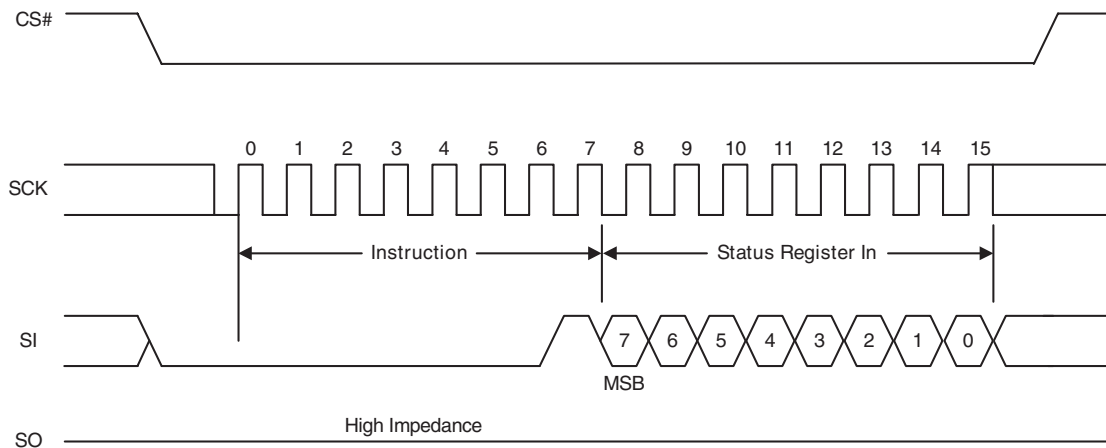 CS#
0 1 2 3 4 5 6 7 8 9 10 11 12 13 14 15
SCK
Instruction Status Register In
SI 7 6 5 4 3 2 1 0
MSB
High Impedance
SO